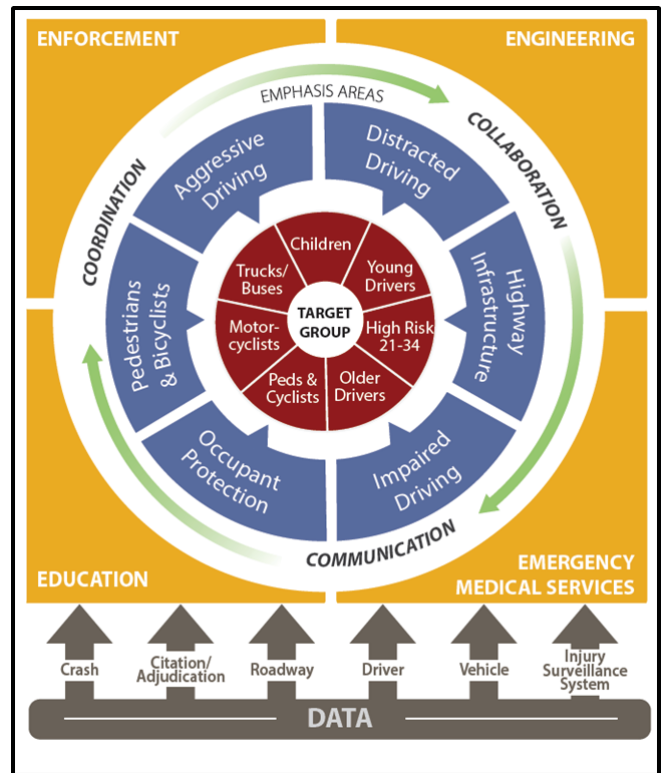 ENFORCEMENT
ENGINEERING
EMPHASIS AREAS
COORDINATION
COLLABORATION
COMMUNICATION
Aggressive
Driving
Distracted
Driving
Highway
Infrastructure
Impaired
Driving
Occupant
Protection
Pedestrians
& Bicyclists
Children
Young
Drivers
High Risk
21-34
Older
Drivers
Peds &
Cyclists
Motor-
cyclists
Trucks/
Buses
TARGET
GROUP
EDUCATION
EMERGENCY
MEDICAL SERVICES
Crash
Citation/
Adjudication
Roadway
Driver
Vehicle
Injury
Surveillance
System
DATA